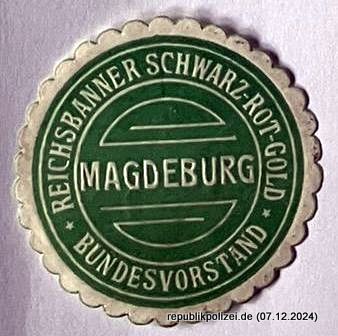 REICHSBANNER SCHWARZ-ROT-GOLD
MAGDEBURG
* BUNDESVORSTAND *
republikpolizei.de (07.12.2024)